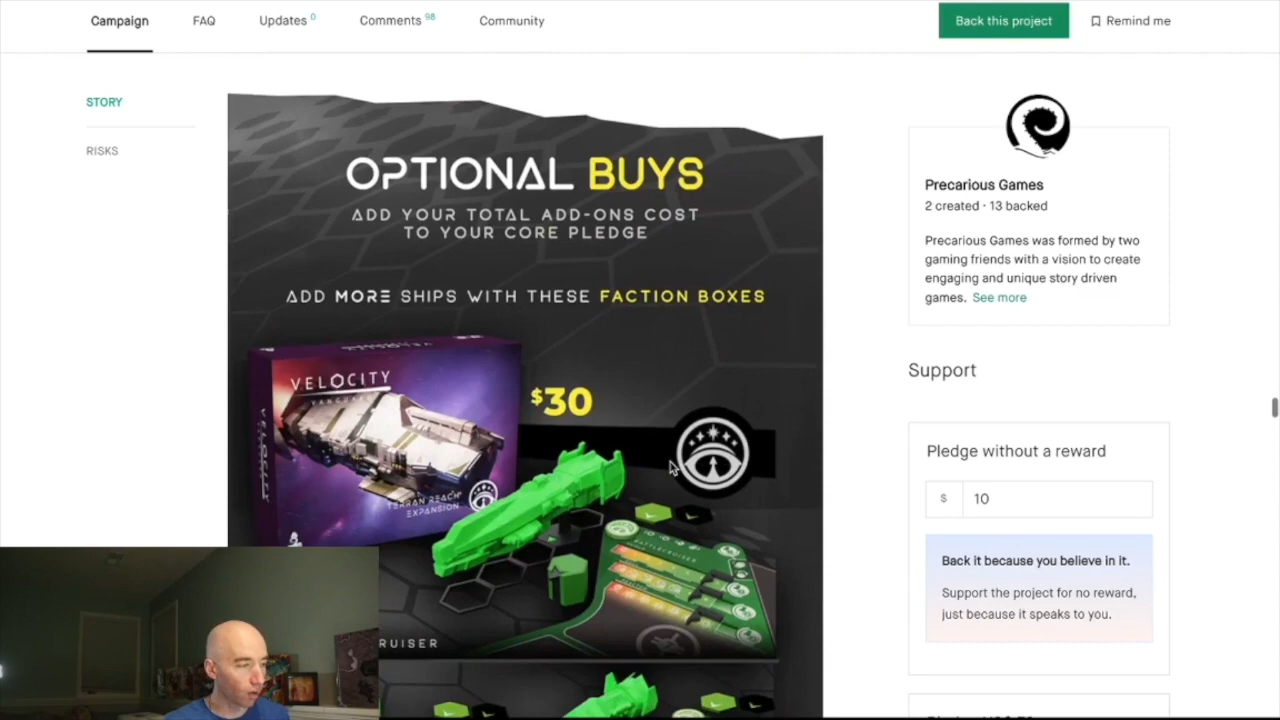 Campaign
FAQ
Updates 0
Comments 98
Community
Back this project
Remind me
STORY
RISKS
OPTIONAL BUYS
ADD YOUR TOTAL ADD-ONS COST
TO YOUR CORE PLEDGE
ADD MORE SHIPS WITH THESE FACTION BOXES
VELOCITY
VANGUARD
VELOCITY
$30
TERRAN REACH
EXPANSION
BATTLECRUISER
RUISER
Precarious Games
2 created · 13 backed
Precarious Games was formed by two
gaming friends with a vision to create
engaging and unique story driven
games. See more
Support
Pledge without a reward
$ 10
Back it because you believe in it.
Support the project for no reward,
just because it speaks to you.